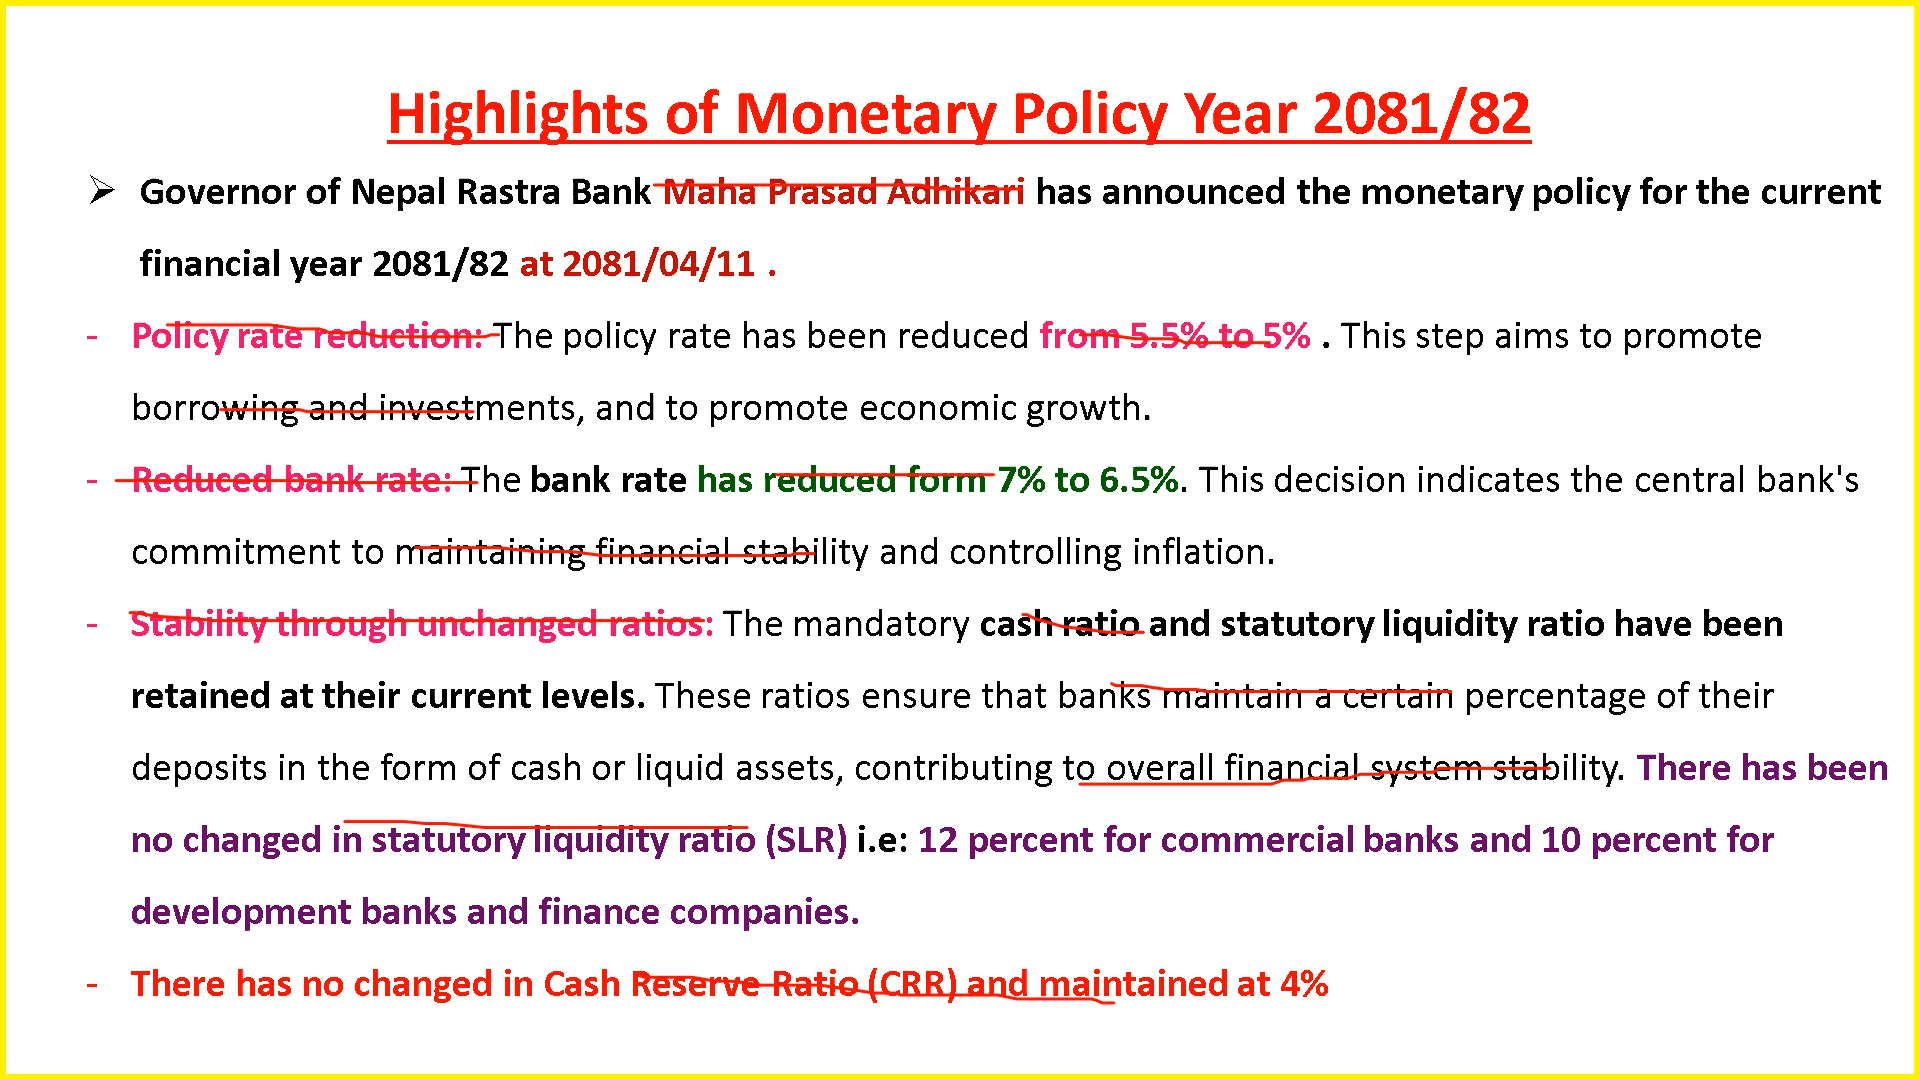 Highlights of Monetary Policy Year 2081/82
➢ Governor of Nepal Rastra Bank Maha Prasad Adhikari has announced the monetary policy for the current
financial year 2081/82 at 2081/04/11 .
- Policy rate reduction: The policy rate has been reduced from 5.5% to 5% . This step aims to promote
borrowing and investments, and to promote economic growth.
- Reduced bank rate: The bank rate has reduced form 7% to 6.5%. This decision indicates the central bank's
commitment to maintaining financial stability and controlling inflation.
- Stability through unchanged ratios: The mandatory cash ratio and statutory liquidity ratio have been
retained at their current levels. These ratios ensure that banks maintain a certain percentage of their
deposits in the form of cash or liquid assets, contributing to overall financial system stability. There has been
no changed in statutory liquidity ratio (SLR) i.e: 12 percent for commercial banks and 10 percent for
development banks and finance companies.
- There has no changed in Cash Reserve Ratio (CRR) and maintained at 4%